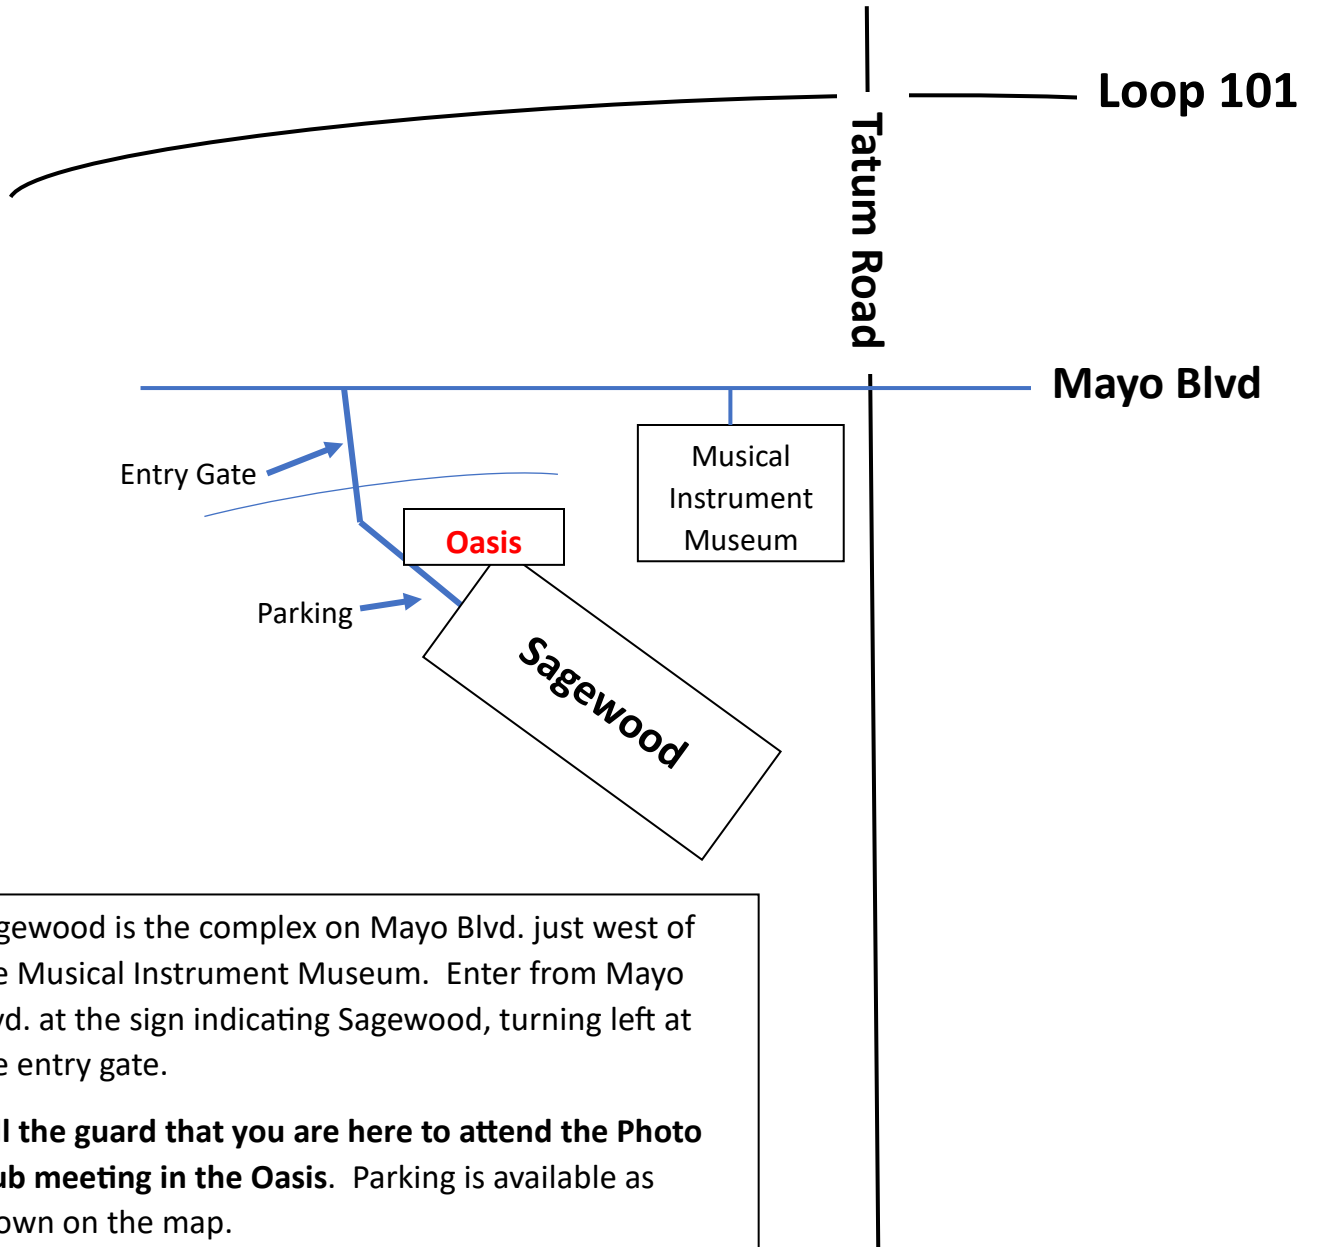 Loop 101
Tatum Road
Mayo Blvd
Entry Gate
Musical
Instrument
Museum
Oasis
Parking
Sagewood
gewood is the complex on Mayo Blvd. just west of
e Musical Instrument Museum.  Enter from Mayo
vd. at the sign indicating Sagewood, turning left at
e entry gate.
l the guard that you are here to attend the Photo
ub meeting in the Oasis.  Parking is available as
own on the map.